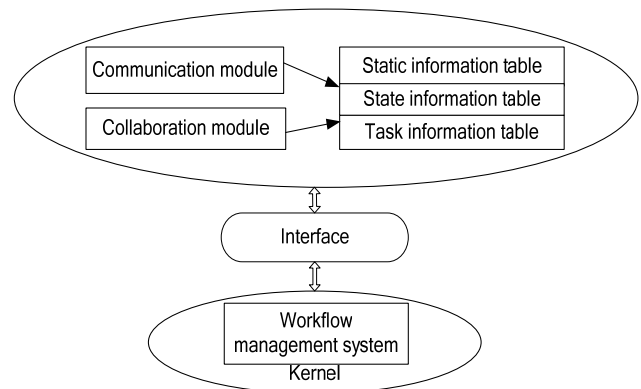 Communication module
Static information table
State information table
Collaboration module
Task information table
Interface
Workflow
management system
Kernel